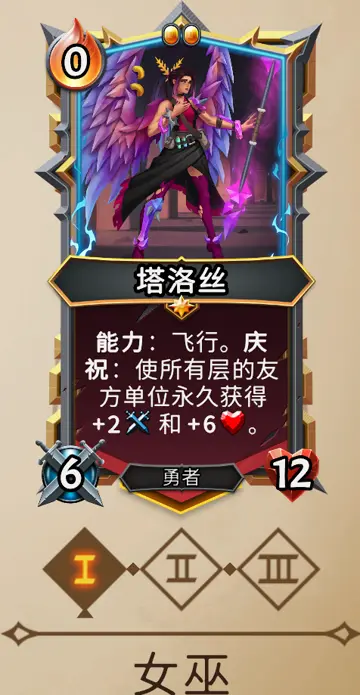 0
塔洛丝
能力：飞行。庆
祝：使所有层的友
方单位永久获得
+2 和 +6 。
6
勇者
12
I II III
女巫